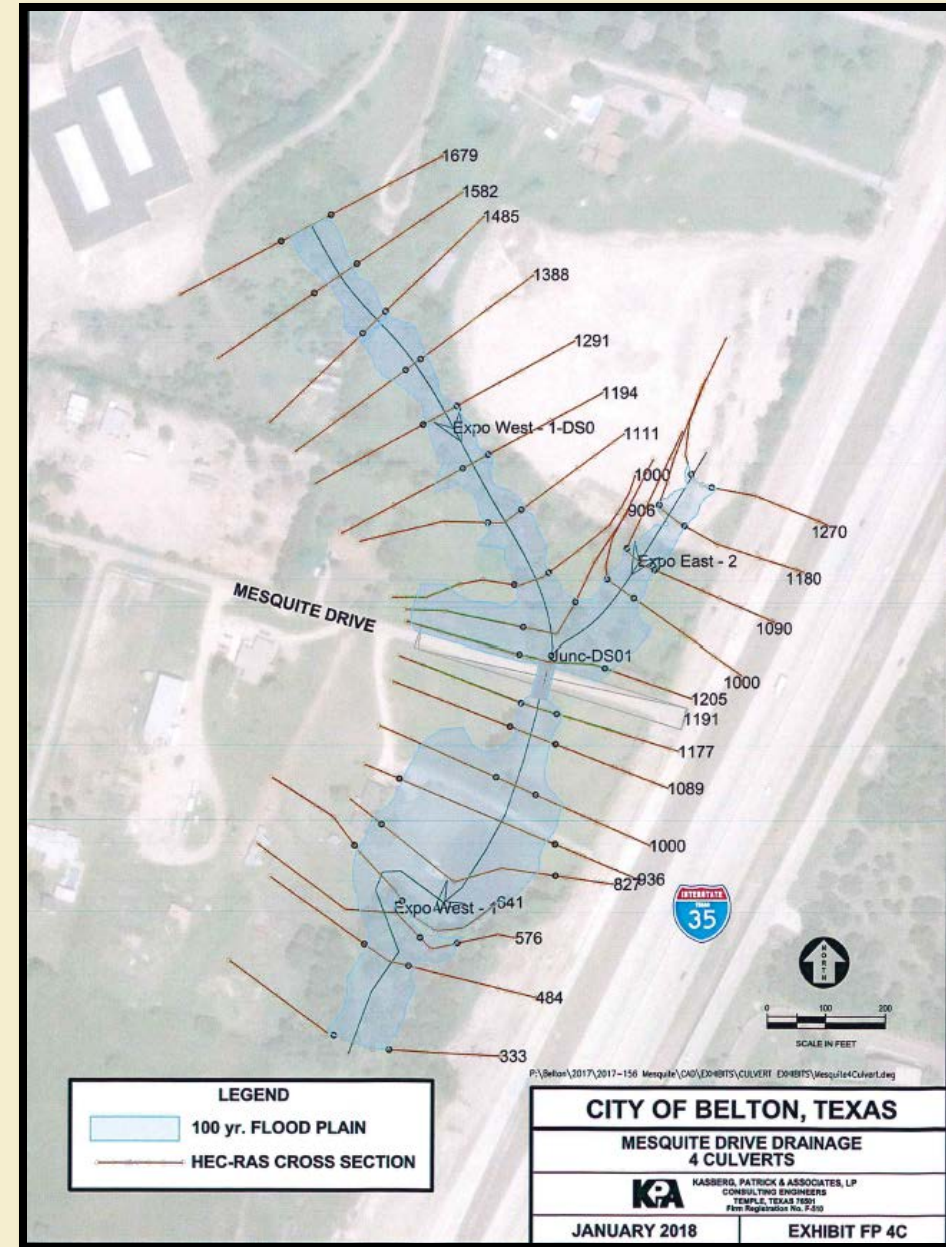 1679
1582
1485
1388
1291
1194
Expo West - 1-DS0
1111
1000
906
1270
Expo East - 2
1180
1090
MESQUITE DRIVE
Junc-DS01
1000
1205
1191
1177
1089
1000
936
827
641
Expo West - 1
576
484
333
INTERSTATE
TEXAS
35
NORTH
0 100 200
SCALE IN FEET
P:\Belton\2017\2017-156 Mesquite\CAD\EXHIBITS\CULVERT EXHIBITS\Mesquite4Culvert.dwg
LEGEND
100 yr. FLOOD PLAIN
HEC-RAS CROSS SECTION
CITY OF BELTON, TEXAS
MESQUITE DRIVE DRAINAGE
4 CULVERTS
KPA
KASBERG, PATRICK & ASSOCIATES, LP
CONSULTING ENGINEERS
TEMPLE, TEXAS 76501
Firm Registration No. F-510
JANUARY 2018
EXHIBIT FP 4C